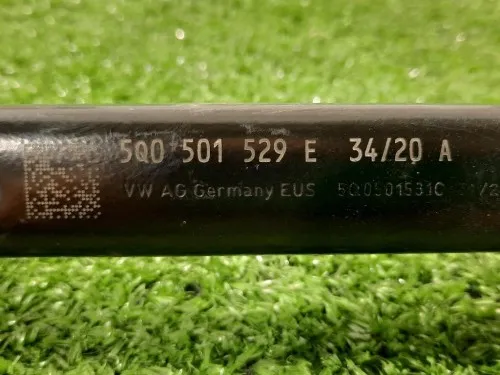 5Q0 501 529 E 34/20 A
VW AG Germany EUS 5Q0501531C